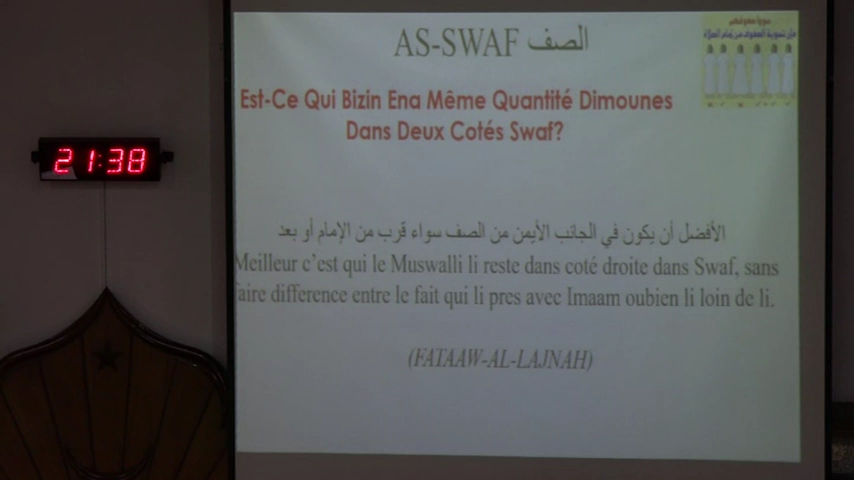 21:38
AS-SWAF الصف
Est-Ce Qui Bizin Ena Même Quantité Dimounes
Dans Deux Cotés Swaf?
الأفضل أن يكون في الجانب الأيمن من الصف سواء قرب من الإمام أو بعد
Meilleur c'est qui le Muswalli li reste dans coté droite dans Swaf, sans
faire difference entre le fait qui li pres avec Imaam oubien li loin de li.
(FATAAW-AL-LAJNAH)